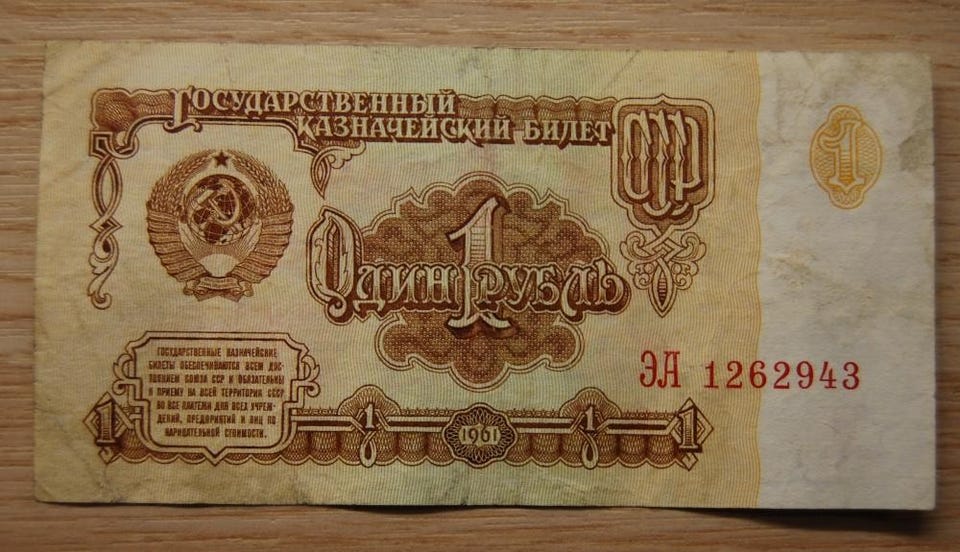 ГОСУДАРСТВЕННЫЙ
КАЗНАЧЕЙСКИЙ БИЛЕТ
СССР
1
1
ОДИН РУБЛЬ
ГОСУДАРСТВЕННЫЕ КАЗНАЧЕЙСКИЕ
БИЛЕТЫ ОБЕСПЕЧИВАЮТСЯ ВСЕМ ДОС-
ТОЯНИЕМ СОЮЗА ССР И ОБЯЗАТЕЛЬНЫ
К ПРИЕМУ НА ВСЕЙ ТЕРРИТОРИИ СССР
ВО ВСЕ ПЛАТЕЖИ ДЛЯ ВСЕХ УЧРЕЖ-
ДЕНИЙ, ПРЕДПРИЯТИЙ И ЛИЦ ПО
НАРИЦАТЕЛЬНОЙ СТОИМОСТИ.
ЭА 1262943
1 1 1961 1 1